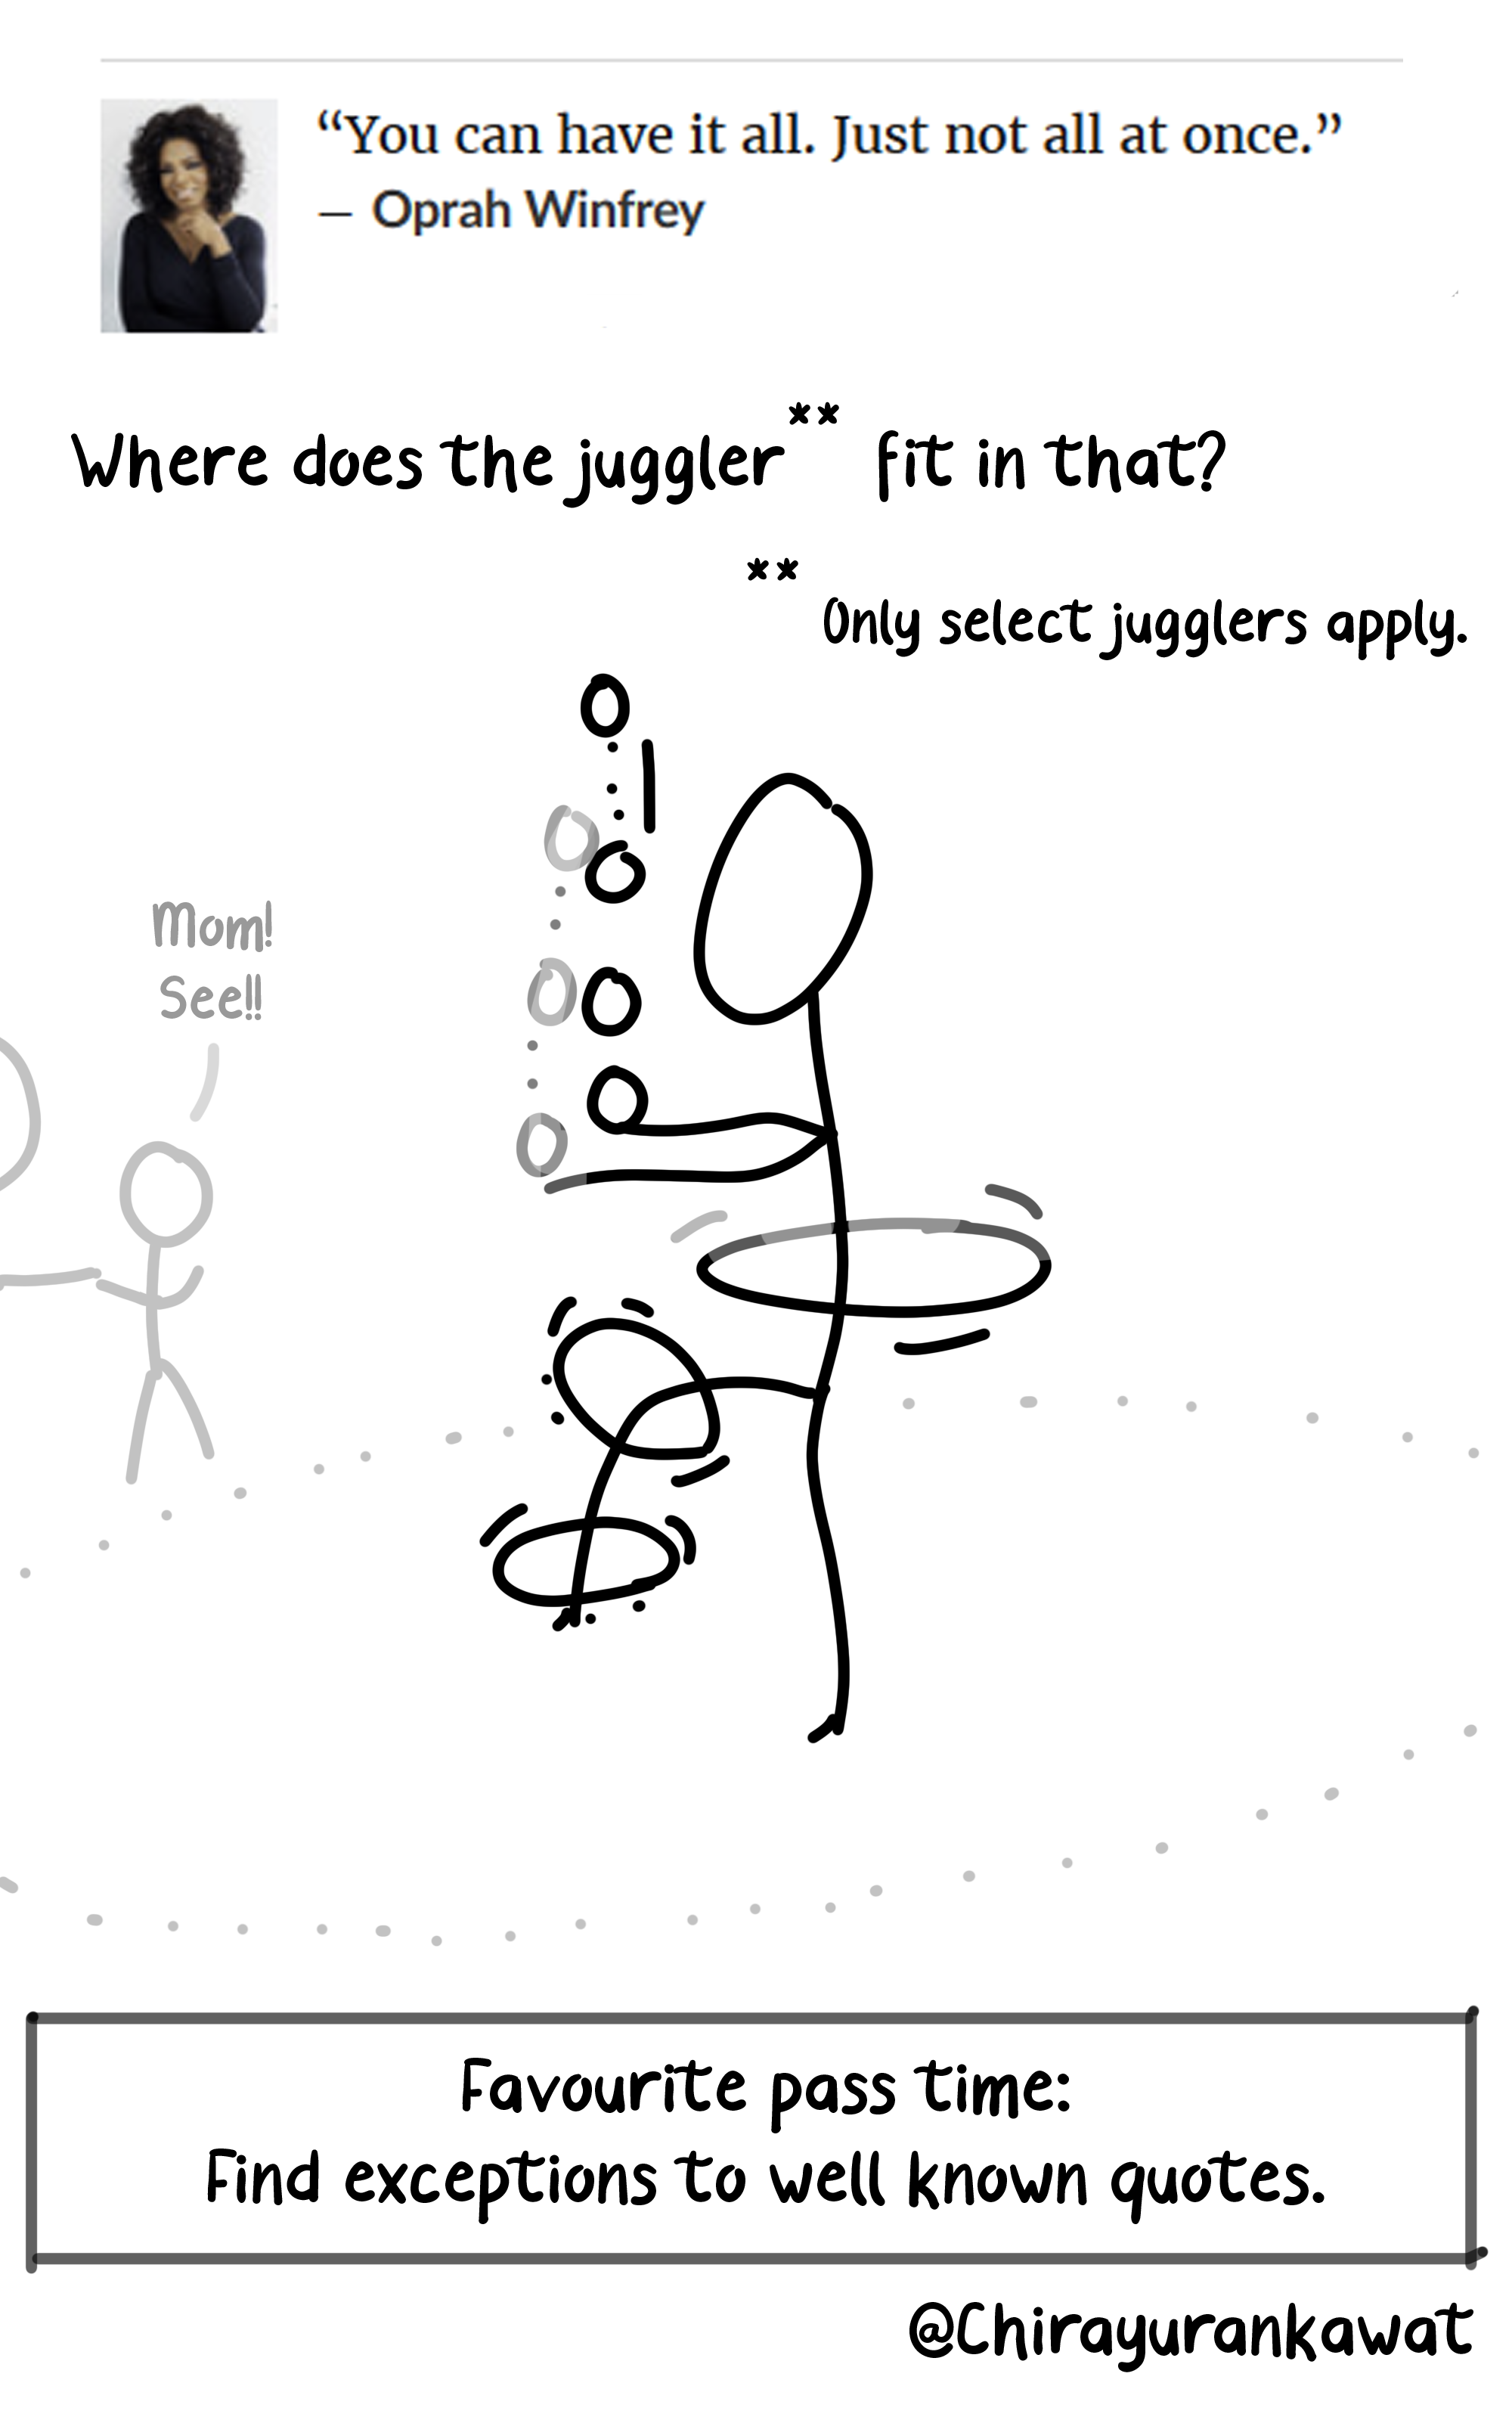 “You can have it all. Just not all at once.”
— Oprah Winfrey
Where does the juggler** fit in that?
** Only select jugglers apply.
Mom!
See!!
Favourite pass time:
Find exceptions to well known quotes.
@Chirayurankawat